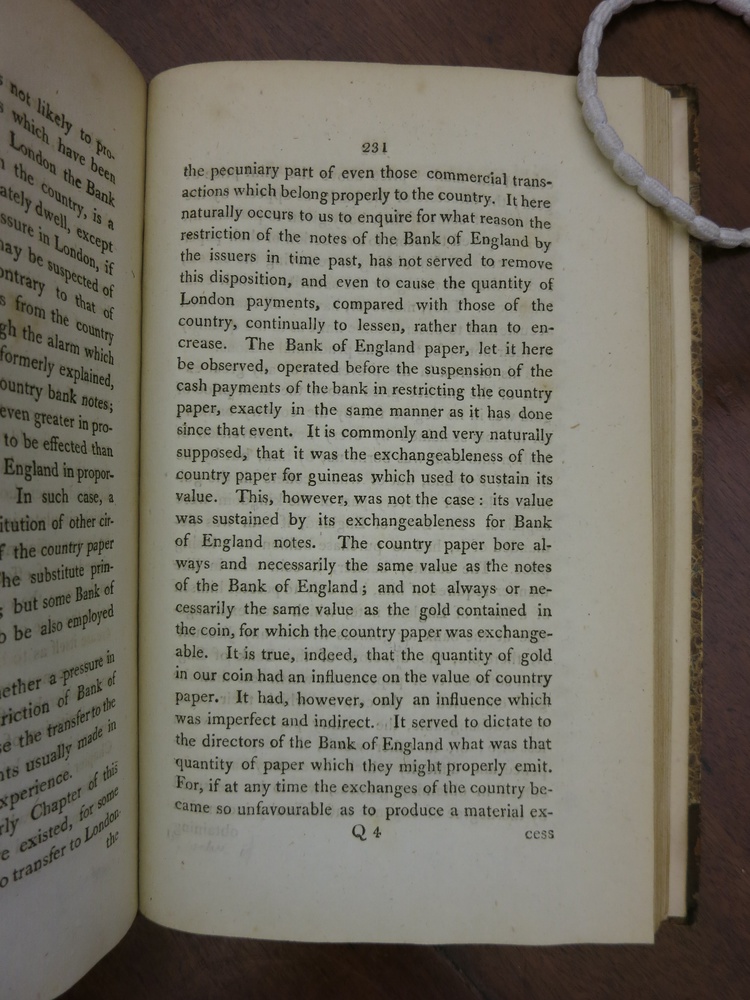 s not likely to pro-
s which have been
London the Bank
n the country, is a
ately dwell, except
ssure in London, if
may be suspected of
ontrary to that of
s from the country
gh the alarm which
formerly explained,
ountry bank notes;
even greater in pro-
to be effected than
England in propor-
In such case, a
itution of other cir-
f the country paper
he substitute prin-
; but some Bank of
o be also employed
ether a pressure in
riction of Bank of
se the transfer to the
nts usually made in
xperience.
rly Chapter of this
e existed, for some
o transfer to London
the
231
the pecuniary part of even those commercial trans-
actions which belong properly to the country. It here
naturally occurs to us to enquire for what reason the
restriction of the notes of the Bank of England by
the issuers in time past, has not served to remove
this disposition, and even to cause the quantity of
London payments, compared with those of the
country, continually to lessen, rather than to en-
crease. The Bank of England paper, let it here
be observed, operated before the suspension of the
cash payments of the bank in restricting the country
paper, exactly in the same manner as it has done
since that event. It is commonly and very naturally
supposed, that it was the exchangeableness of the
country paper for guineas which used to sustain its
value. This, however, was not the case: its value
was sustained by its exchangeableness for Bank
of England notes. The country paper bore al-
ways and necessarily the same value as the notes
of the Bank of England; and not always or ne-
cessarily the same value as the gold contained in
the coin, for which the country paper was exchange-
able. It is true, indeed, that the quantity of gold
in our coin had an influence on the value of country
paper. It had, however, only an influence which
was imperfect and indirect. It served to dictate to
the directors of the Bank of England what was that
quantity of paper which they might properly emit.
For, if at any time the exchanges of the country be-
came so unfavourable as to produce a material ex-
Q 4 cess